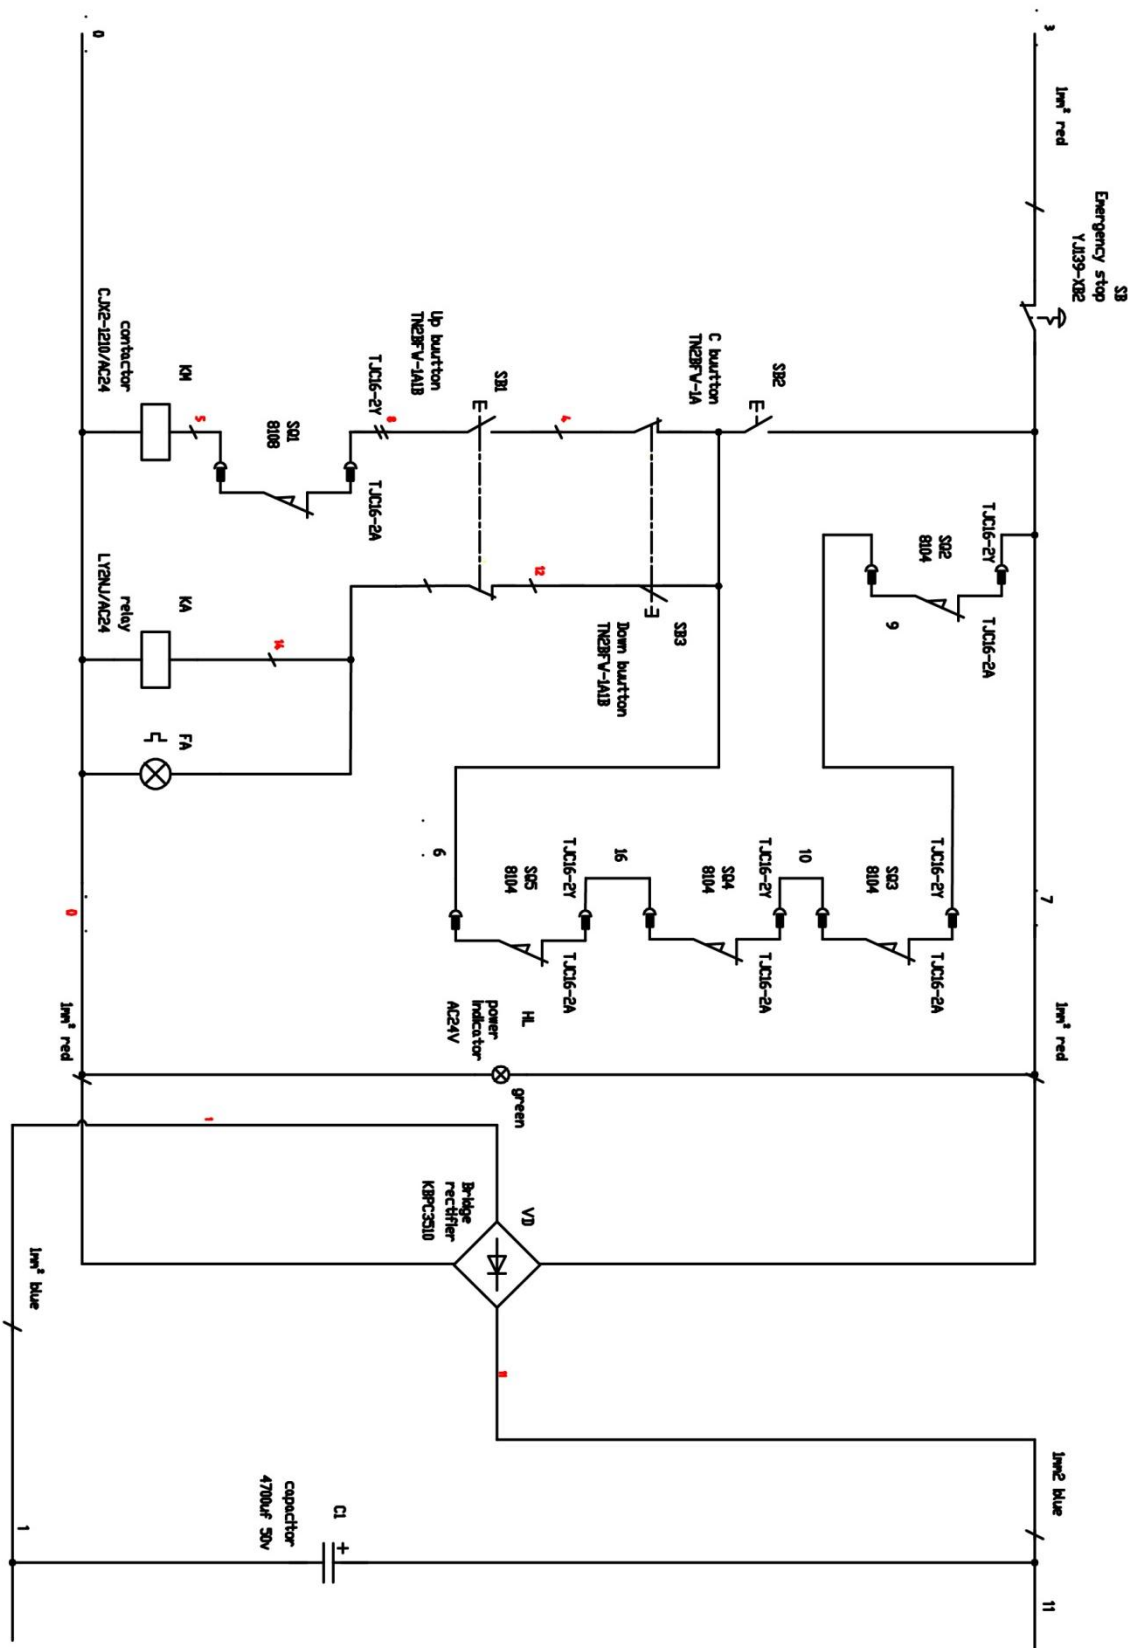 SB
Emergency stop
YJ139-XB2
3
1mm² red
7
1mm² red
1mm2 blue
11
TJC16-2Y
SQ2
8104
TJC16-2A
9
SB2
C buutton
TN2BFV-1A
TJC16-2Y
SQ3
8104
TJC16-2A
10
TJC16-2Y
SQ4
8104
TJC16-2A
16
TJC16-2Y
SQ5
8104
TJC16-2A
6
SB3
Down buutton
TN2BFV-1A1B
4
12
SB1
Up buutton
TN2BFV-1A1B
HL
power
indicator
AC24V
green
VD
Bridge
rectifier
KBPC3510
11
C1
+
capacitor
4700uf 50v
8
TJC16-2Y
TJC16-2A
SQ1
8108
5
14
KM
contactor
CJX2-1210/AC24
KA
relay
LY2NJ/AC24
FA
1
0
0
1mm² red
1mm² blue
1